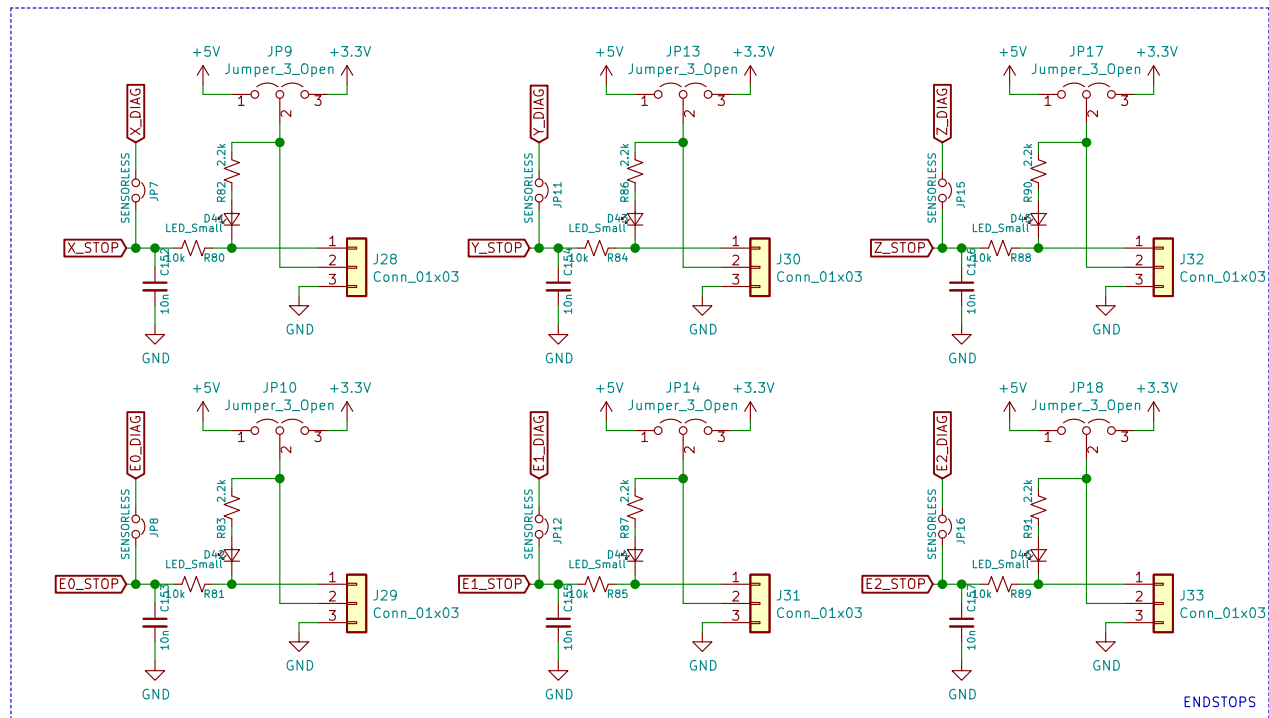 +5V JP9 +3.3V
Jumper_3_Open
1 2 3
X_DIAG
SENSORLESS
JP7
2.2k
R82
LED_Small
X_STOP
10k R80
C152
10n
1
2
3
J28
Conn_01x03
GND
GND
+5V JP13 +3.3V
Jumper_3_Open
1 2 3
Y_DIAG
SENSORLESS
JP11
2.2k
R86
LED_Small
Y_STOP
10k R84
10n
1
2
3
J30
Conn_01x03
GND
GND
+5V JP17 +3.3V
Jumper_3_Open
1 2 3
Z_DIAG
SENSORLESS
JP15
2.2k
R90
LED_Small
Z_STOP
10k R88
C156
10n
1
2
3
J32
Conn_01x03
GND
GND
+5V JP10 +3.3V
Jumper_3_Open
1 2 3
E0_DIAG
SENSORLESS
JP8
2.2k
R83
LED_Small
E0_STOP
10k R81
C153
10n
1
2
3
J29
Conn_01x03
GND
GND
+5V JP14 +3.3V
Jumper_3_Open
1 2 3
E1_DIAG
SENSORLESS
JP12
2.2k
R87
LED_Small
E1_STOP
10k R85
C155
10n
1
2
3
J31
Conn_01x03
GND
GND
+5V JP18 +3.3V
Jumper_3_Open
1 2 3
E2_DIAG
SENSORLESS
JP16
2.2k
R91
LED_Small
E2_STOP
10k R89
C157
10n
1
2
3
J33
Conn_01x03
GND
GND
ENDSTOPS